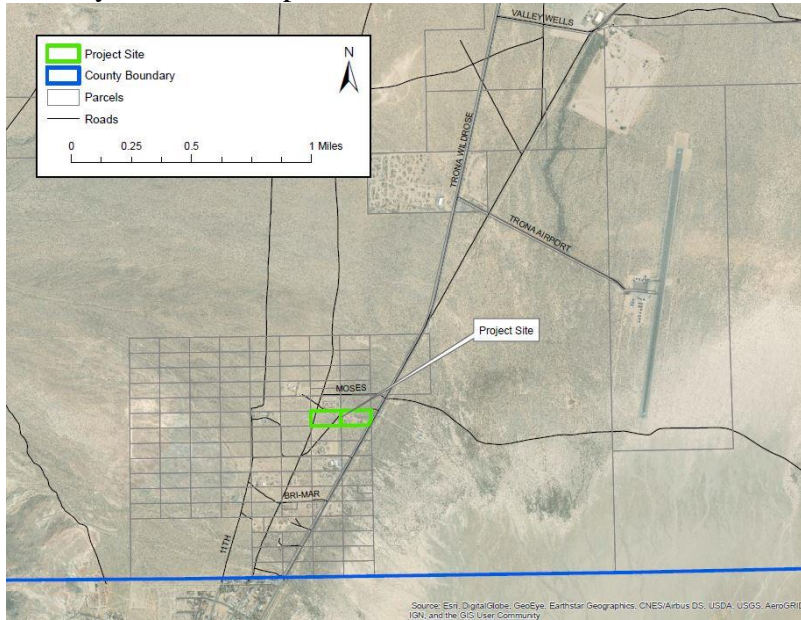 Project Site
County Boundary
Parcels
Roads
N
0 0.25 0.5 1 Miles
VALLEY WELLS
TRONA WILDROSE
TRONA AIRPORT
Project Site
MOSES
BRI-MAR
11TH
Source: Esri, DigitalGlobe, GeoEye, Earthstar Geographics, CNES/Airbus DS, USDA, USGS, AeroGRID
IGN, and the GIS User Community